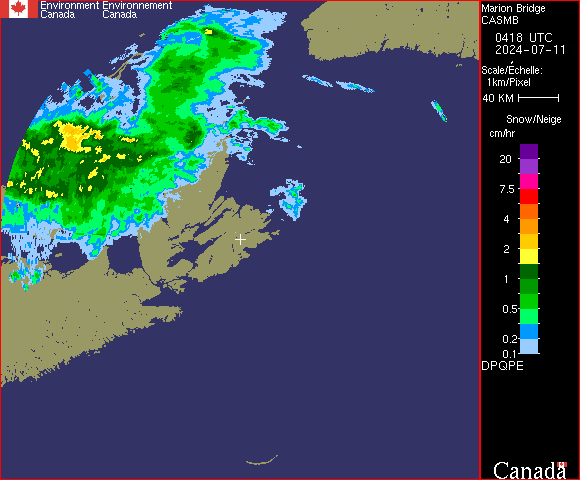 Environment Environnement
Canada Canada
Marion Bridge
CASMB
0418 UTC
2024-07-11
Scale/Échelle:
1km/Pixel
40 KM
Snow/Neige
cm/hr
20
7.5
4
2
1
0.5
0.2
0.1
DPQPE
Canada